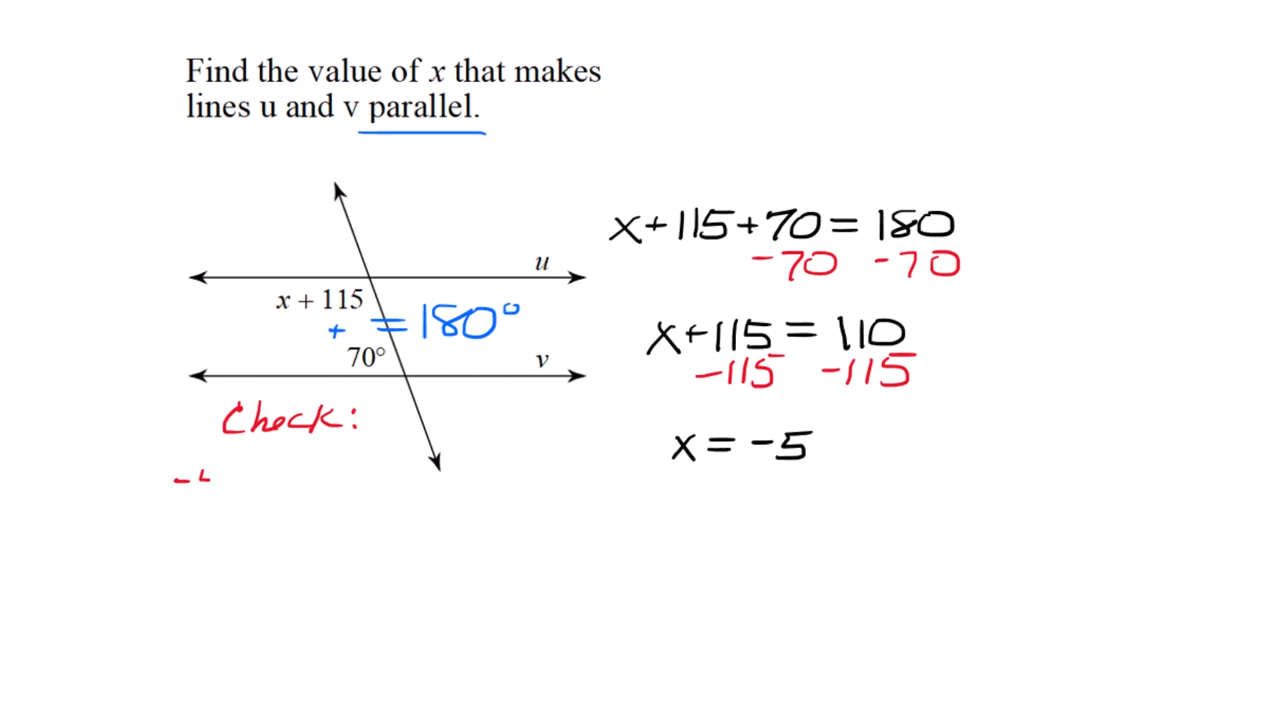 Find the value of x that makes
lines u and v parallel.
x+115+70=180
-70 -70
u
x + 115
+ =180°
x+115=110
70°
v
-115 -115
Check:
x=-5